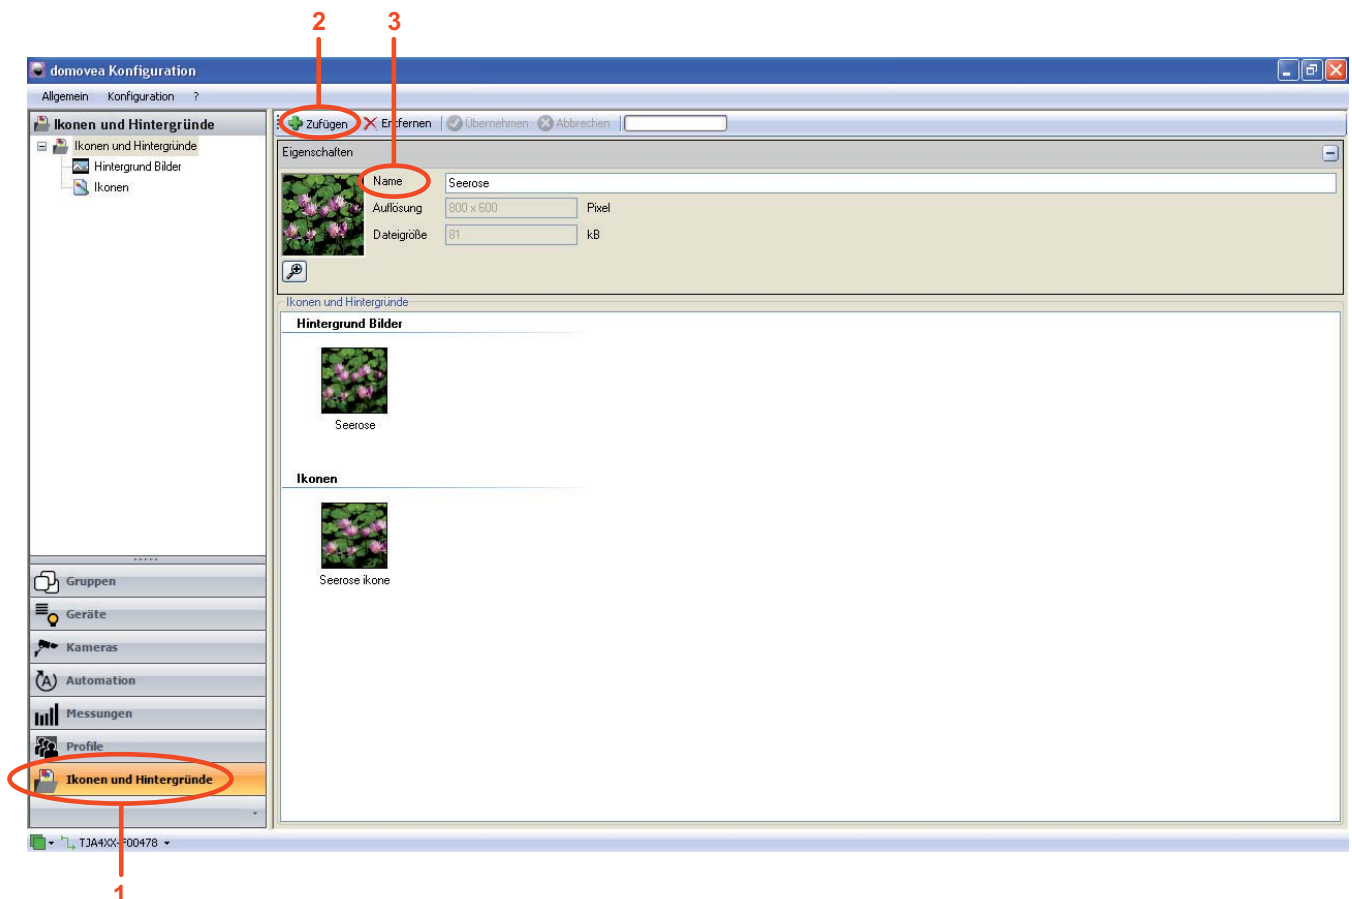 2 3
domovea Konfiguration
Allgemein Konfiguration ?
Ikonen und Hintergründe
Zufügen Entfernen Übernehmen Abbrechen
Ikonen und Hintergründe
Hintergrund Bilder
Ikonen
Eigenschaften
Name Seerose
Auflösung 800 x 600 Pixel
Dateigröße 81 kB
Ikonen und Hintergründe
Hintergrund Bilder
Seerose
Ikonen
Seerose ikone
Gruppen
Geräte
Kameras
Automation
Messungen
Profile
Ikonen und Hintergründe
TJA4XX-F00478
1